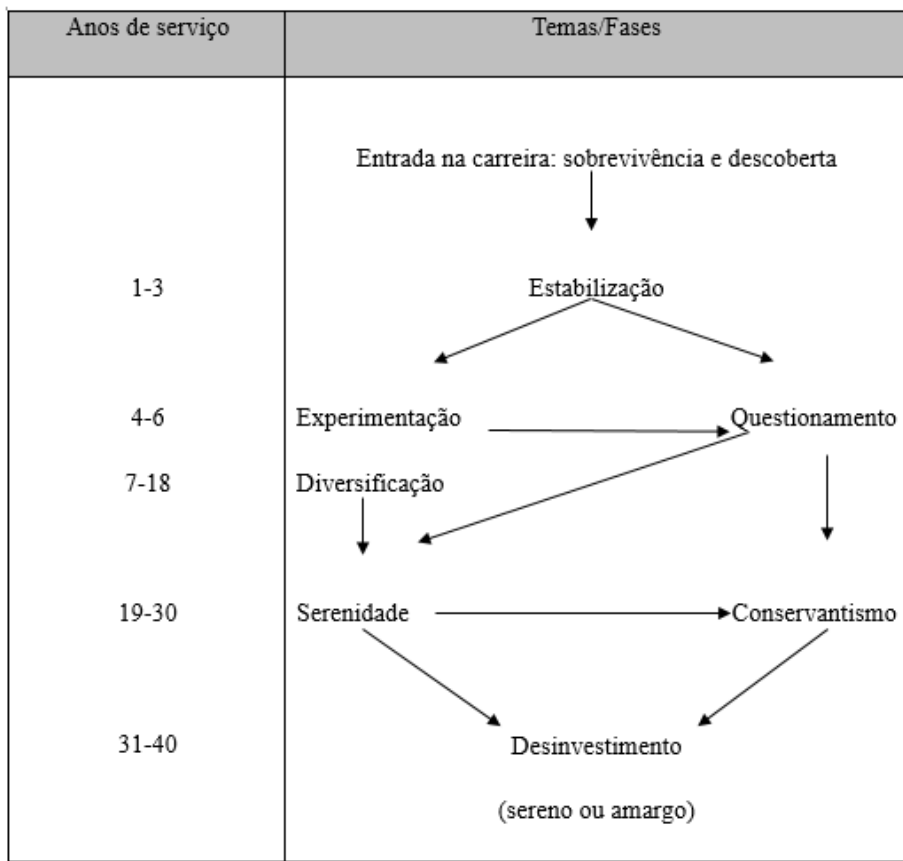 Anos de serviço Temas/Fases
Entrada na carreira: sobrevivência e descoberta
1-3 Estabilização
4-6 Experimentação Questionamento
7-18 Diversificação
19-30 Serenidade Conservantismo
31-40 Desinvestimento
(sereno ou amargo)